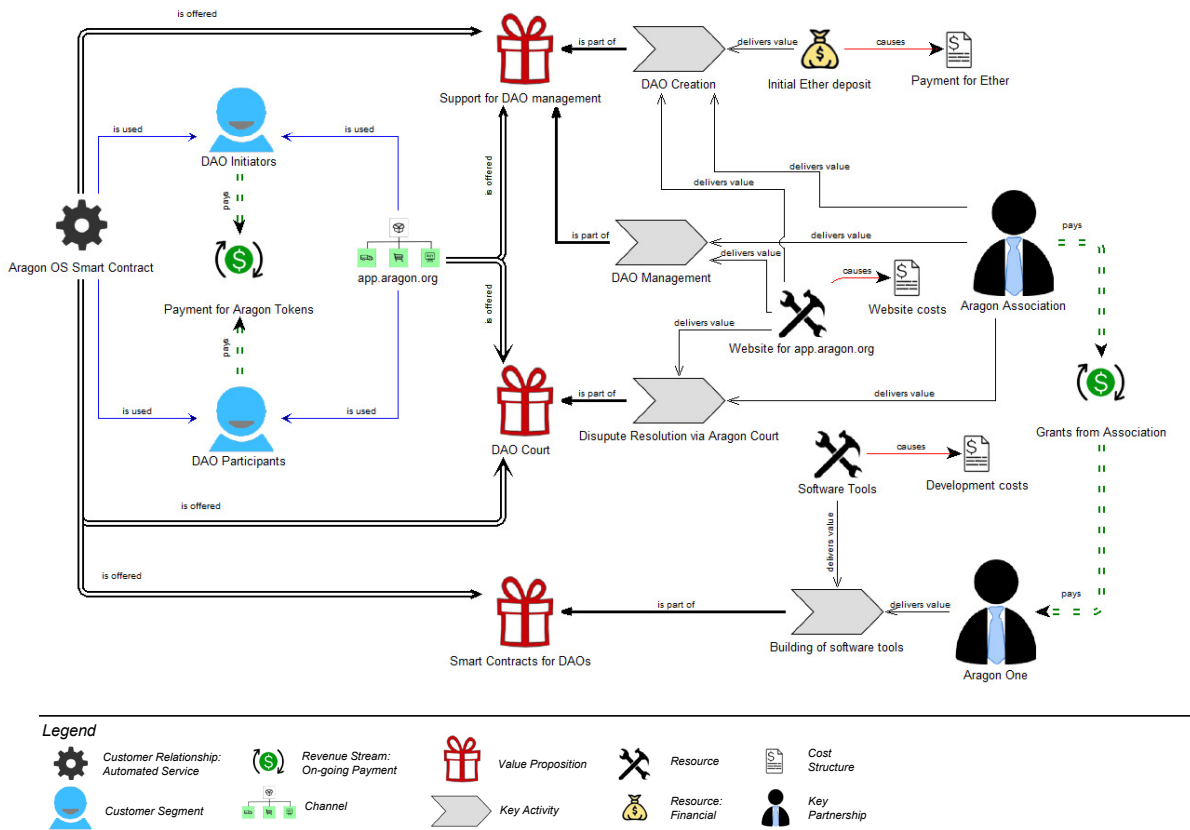 is offered
Support for DAO management
is part of
DAO Creation
delivers value
Initial Ether deposit
causes
Payment for Ether
is used
DAO Initiators
is used
is offered
delivers value
delivers value
pays
Aragon OS Smart Contract
app.aragon.org
is part of
DAO Management
delivers value
Aragon Association
pays
Payment for Aragon Tokens
is offered
causes
Website costs
delivers value
Website for app.aragon.org
pays
is used
DAO Participants
is used
DAO Court
is part of
Disupute Resolution via Aragon Court
delivers value
Grants from Association
Software Tools
causes
Development costs
is offered
delivers value
is offered
Smart Contracts for DAOs
is part of
Building of software tools
delivers value
Aragon One
pays
Legend
Customer Relationship:
Automated Service
Revenue Stream:
On-going Payment
Value Proposition
Resource
Cost
Structure
Customer Segment
Channel
Key Activity
Resource:
Financial
Key
Partnership